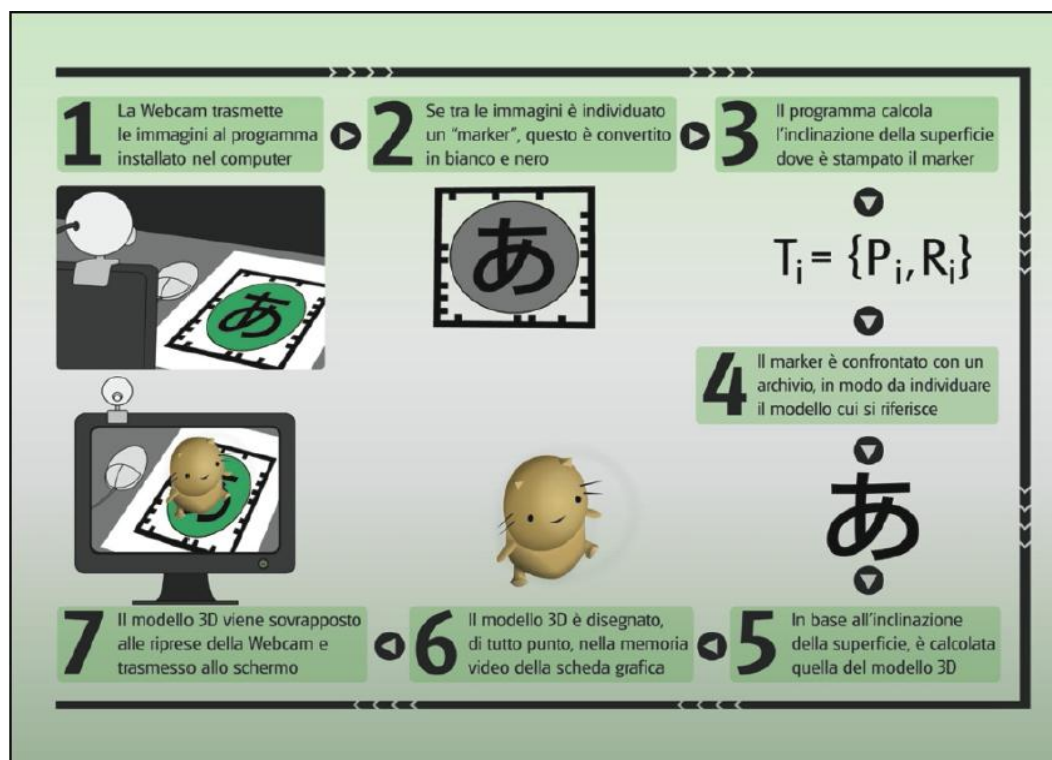 1
La Webcam trasmette
le immagini al programma
installato nel computer
2
Se tra le immagini è individuato
un "marker", questo è convertito
in bianco e nero
3
Il programma calcola
l'inclinazione della superficie
dove è stampato il marker
あ
あ
Ti = {Pi, Ri}
4
Il marker è confrontato con un
archivio, in modo da individuare
il modello cui si riferisce
あ
5
In base all'inclinazione
della superficie, è calcolata
quella del modello 3D
6
Il modello 3D è disegnato,
di tutto punto, nella memoria
video della scheda grafica
7
Il modello 3D viene sovrapposto
alle riprese della Webcam e
trasmesso allo schermo